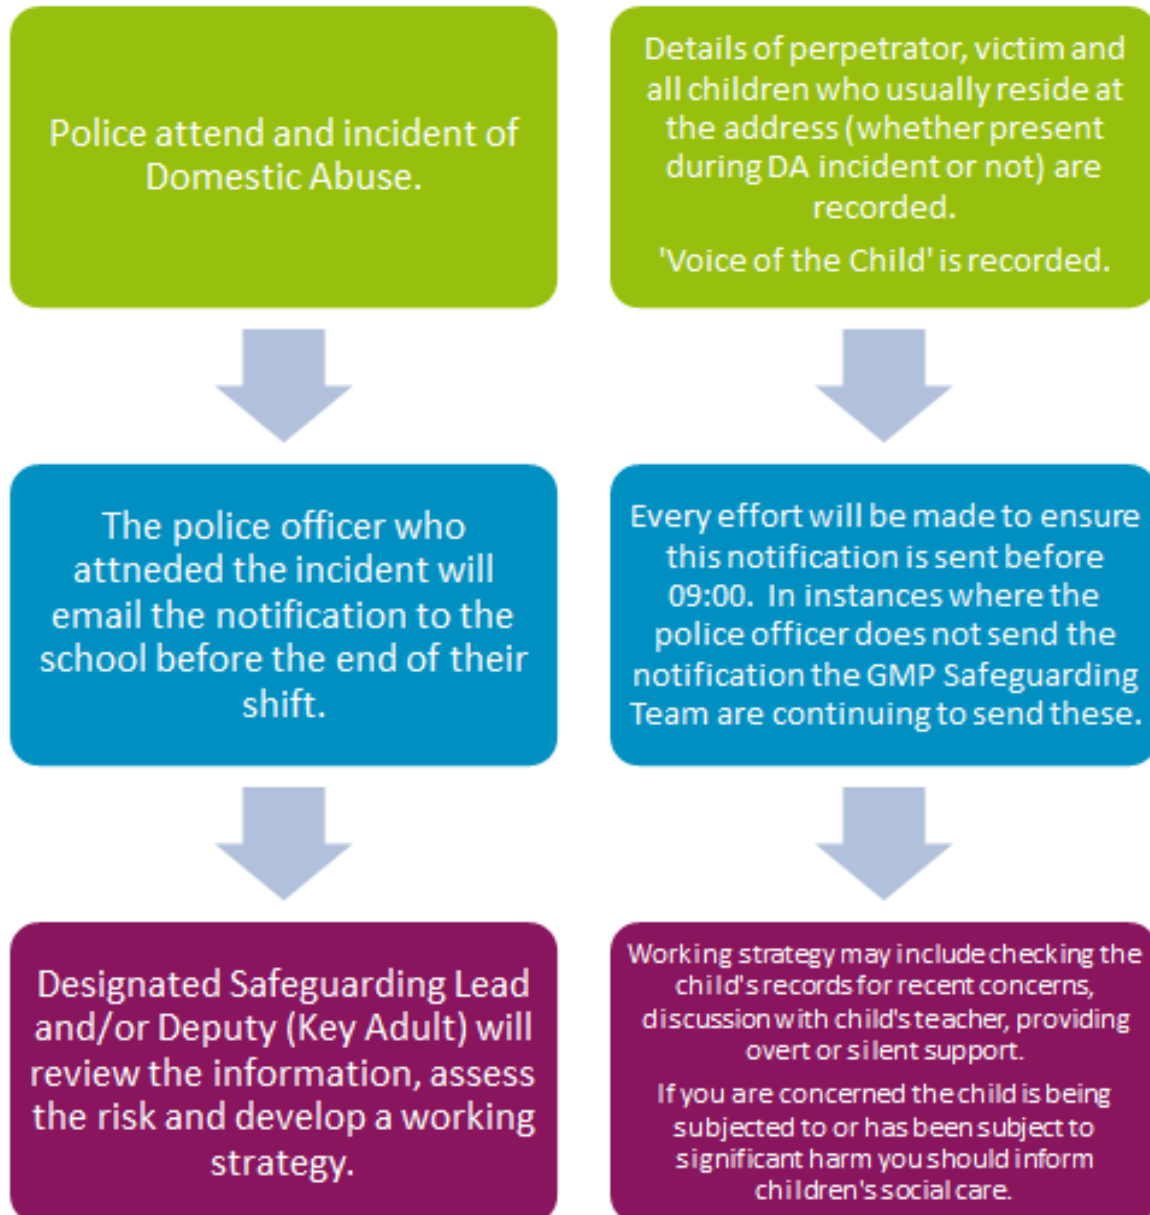 Police attend and incident of
Domestic Abuse.
Details of perpetrator, victim and
all children who usually reside at
the address (whether present
during DA incident or not) are
recorded.
'Voice of the Child' is recorded.
The police officer who
attneded the incident will
email the notification to the
school before the end of their
shift.
Every effort will be made to ensure
this notification is sent before
09:00. In instances where the
police officer does not send the
notification the GMP Safeguarding
Team are continuing to send these.
Designated Safeguarding Lead
and/or Deputy (Key Adult) will
review the information, assess
the risk and develop a working
strategy.
Working strategy may include checking the
child's records for recent concerns,
discussion with child's teacher, providing
overt or silent support.
If you are concerned the child is being
subjected to or has been subject to
significant harm you should inform
children's social care.